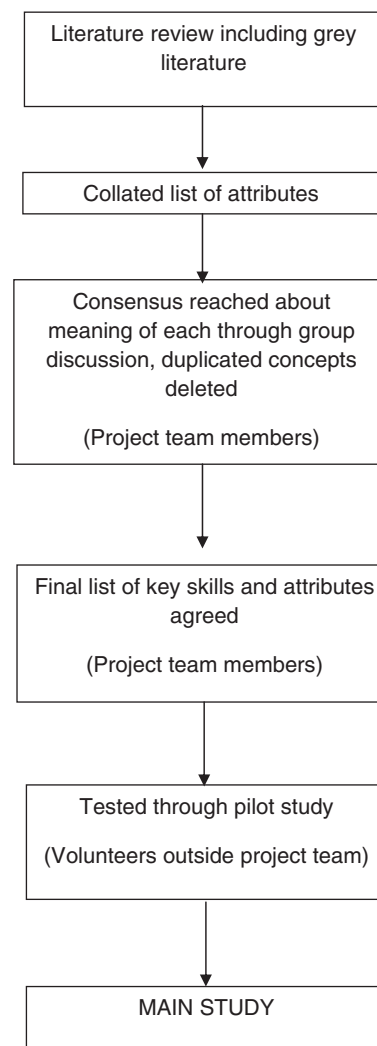 Literature review including grey
literature
Collated list of attributes
Consensus reached about
meaning of each through group
discussion, duplicated concepts
deleted
(Project team members)
Final list of key skills and attributes
agreed
(Project team members)
Tested through pilot study
(Volunteers outside project team)
MAIN STUDY